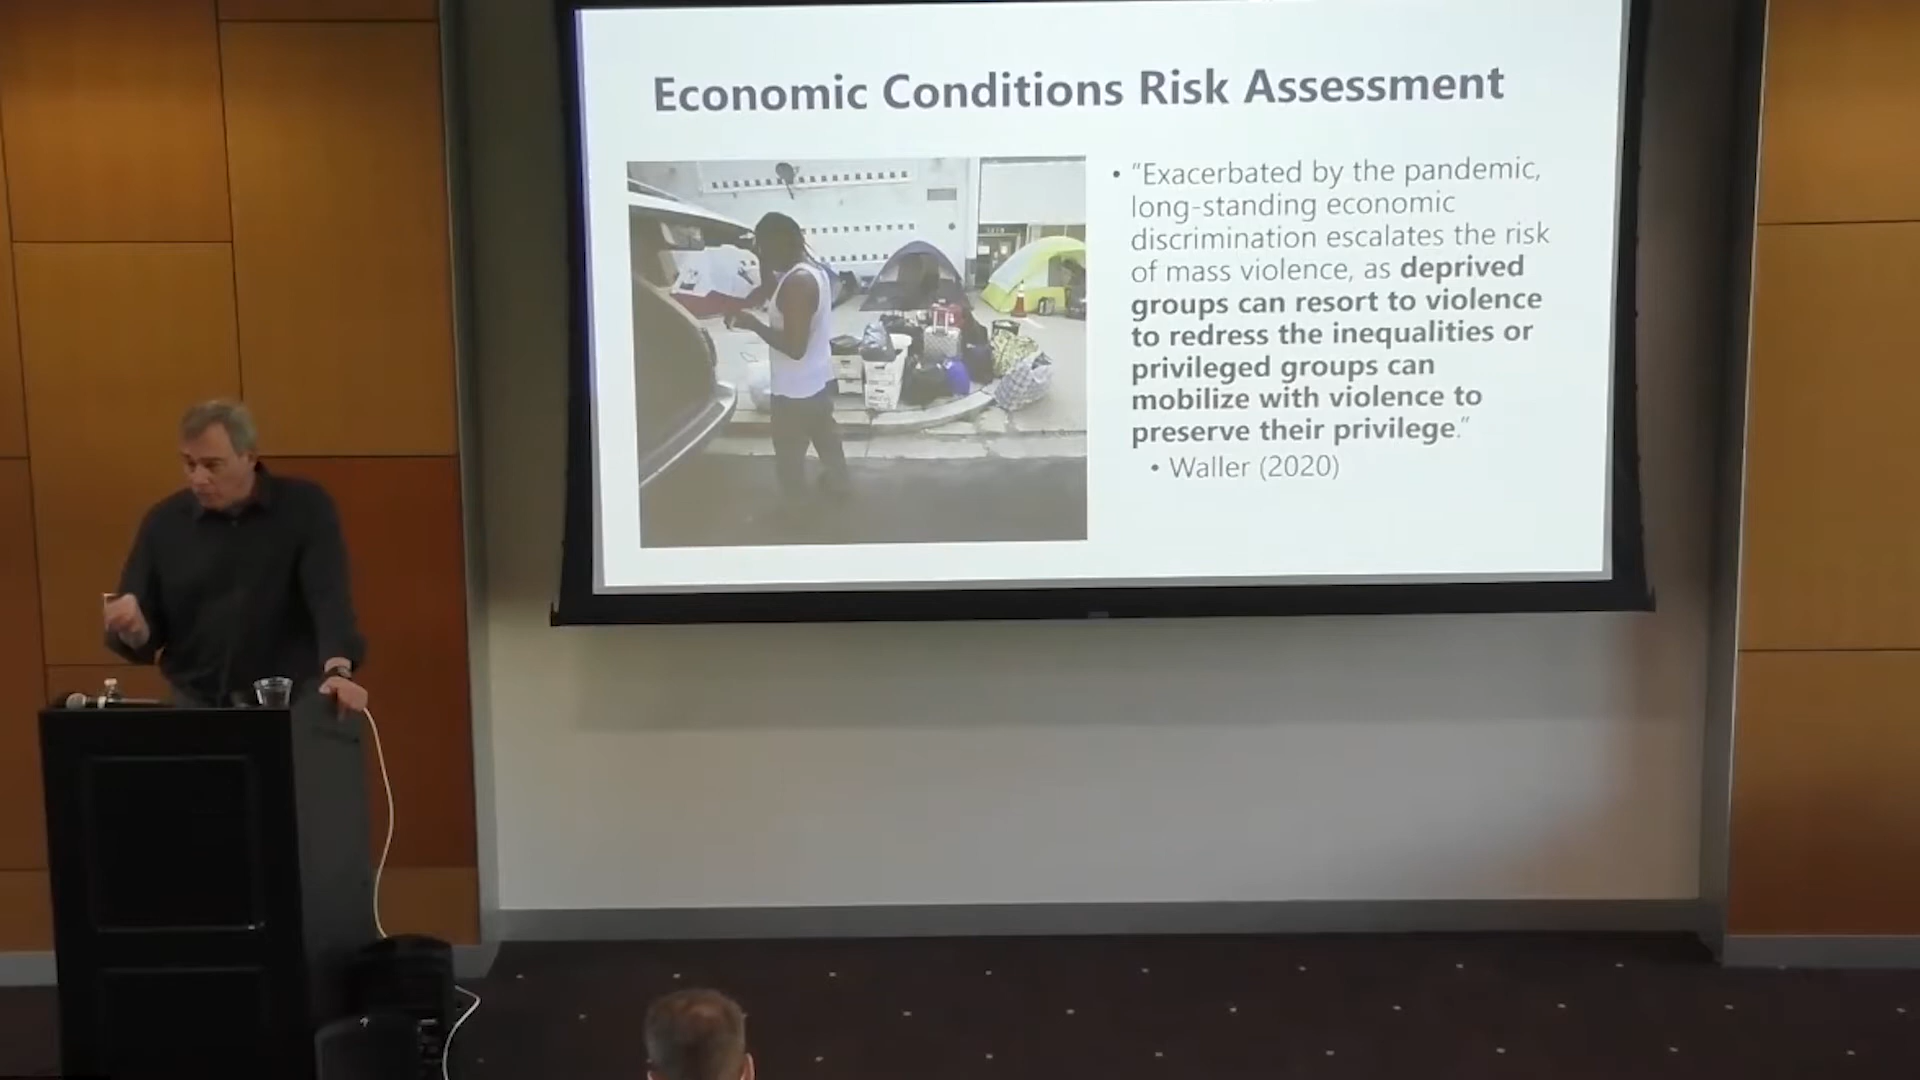 Economic Conditions Risk Assessment
• “Exacerbated by the pandemic,
long-standing economic
discrimination escalates the risk
of mass violence, as deprived
groups can resort to violence
to redress the inequalities or
privileged groups can
mobilize with violence to
preserve their privilege.”
• Waller (2020)